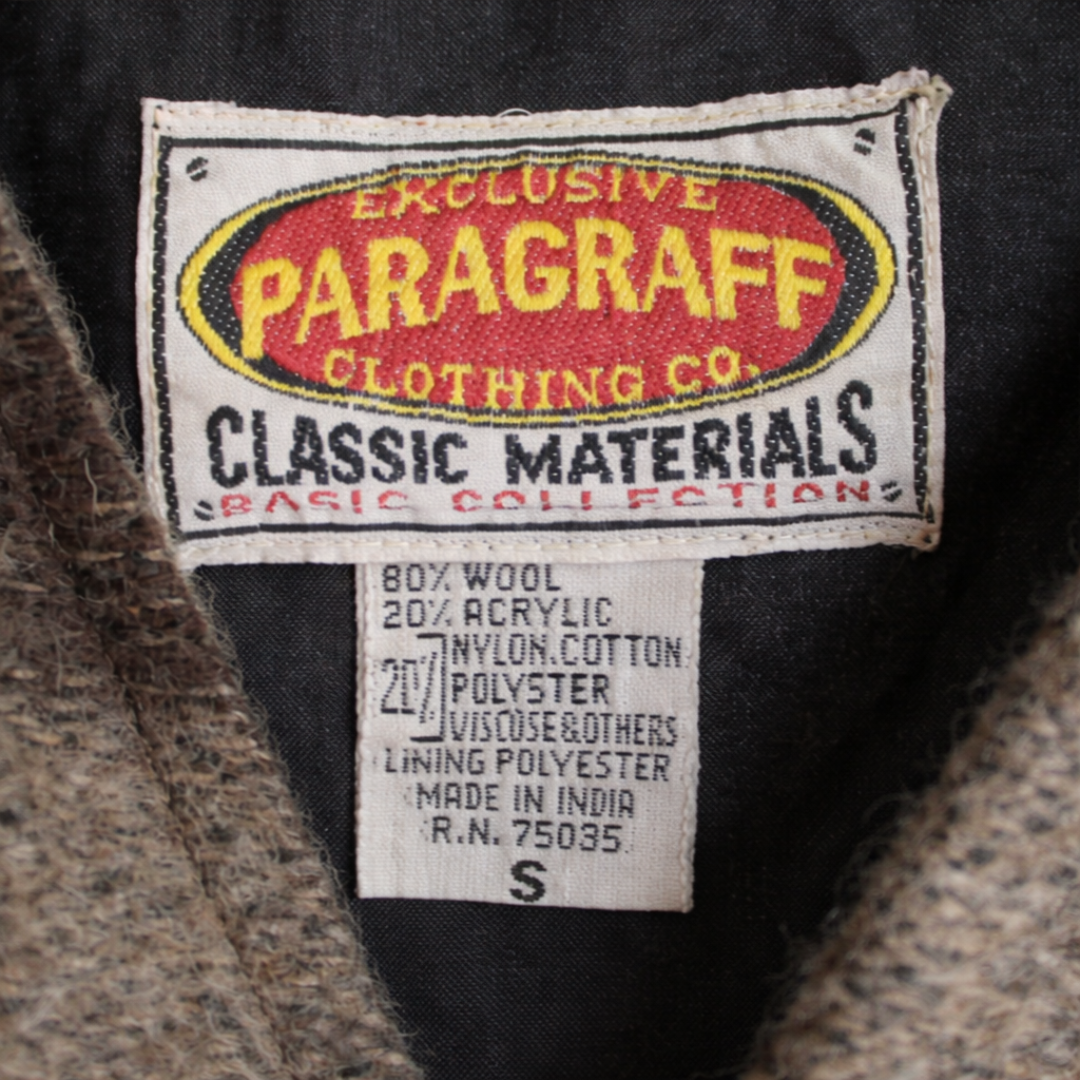 EXCLUSIVE
PARAGRAFF
CLOTHING CO.
CLASSIC MATERIALS
BASIC COLLECTION
80% WOOL
20% ACRYLIC
20% NYLON.COTTON
POLYSTER
VISCOSE&OTHERS
LINING POLYESTER
MADE IN INDIA
R.N. 75035
S